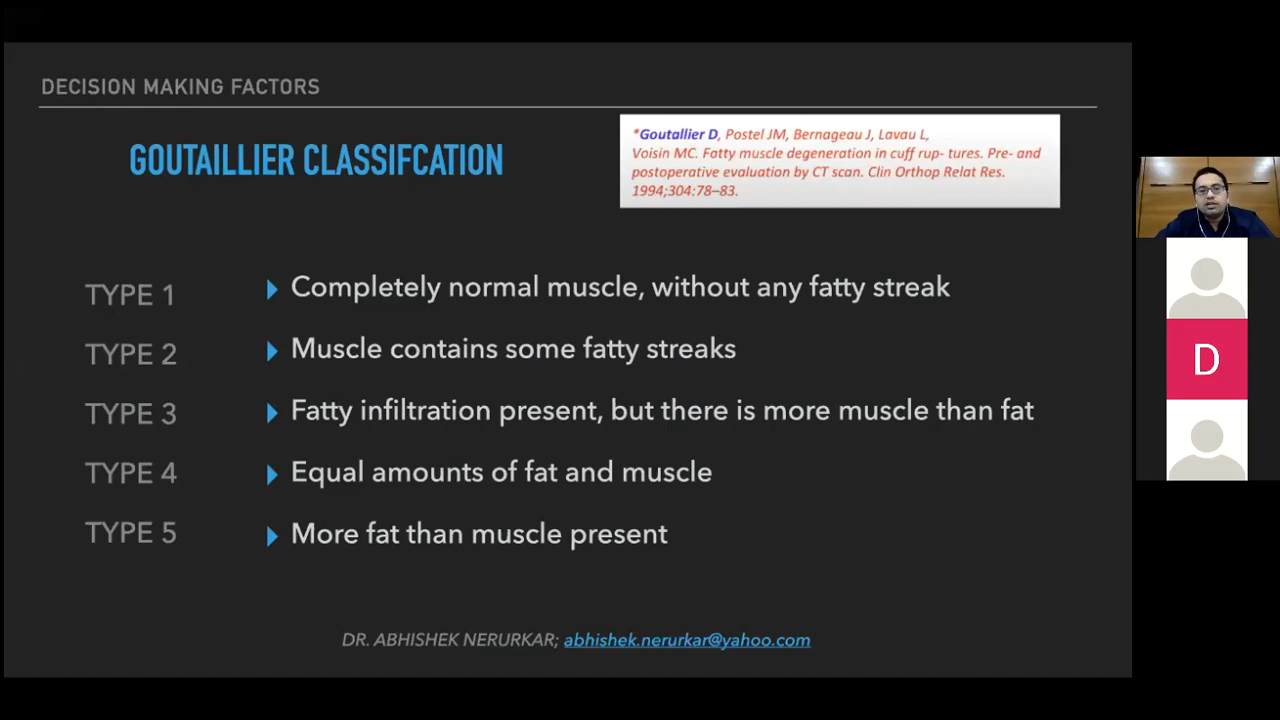 DECISION MAKING FACTORS
GOUTAILLIER CLASSIFCATION
*Goutallier D, Postel JM, Bernageau J, Lavau L,
Voisin MC. Fatty muscle degeneration in cuff rup- tures. Pre- and
postoperative evaluation by CT scan. Clin Orthop Relat Res.
1994;304:78–83.
TYPE 1 Completely normal muscle, without any fatty streak
TYPE 2 Muscle contains some fatty streaks
TYPE 3 Fatty infiltration present, but there is more muscle than fat
TYPE 4 Equal amounts of fat and muscle
TYPE 5 More fat than muscle present
D
DR. ABHISHEK NERURKAR; abhishek.nerurkar@yahoo.com